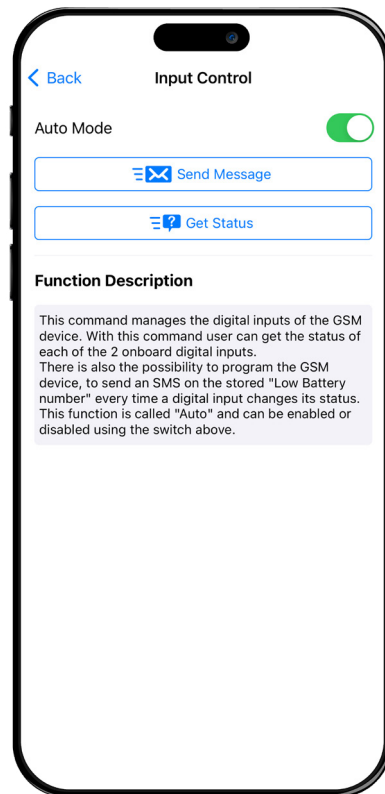 Back
Input Control
Auto Mode
Send Message
Get Status
Function Description
This command manages the digital inputs of the GSM
device. With this command user can get the status of
each of the 2 onboard digital inputs.
There is also the possibility to program the GSM
device, to send an SMS on the stored "Low Battery
number" every time a digital input changes its status.
This function is called "Auto" and can be enabled or
disabled using the switch above.